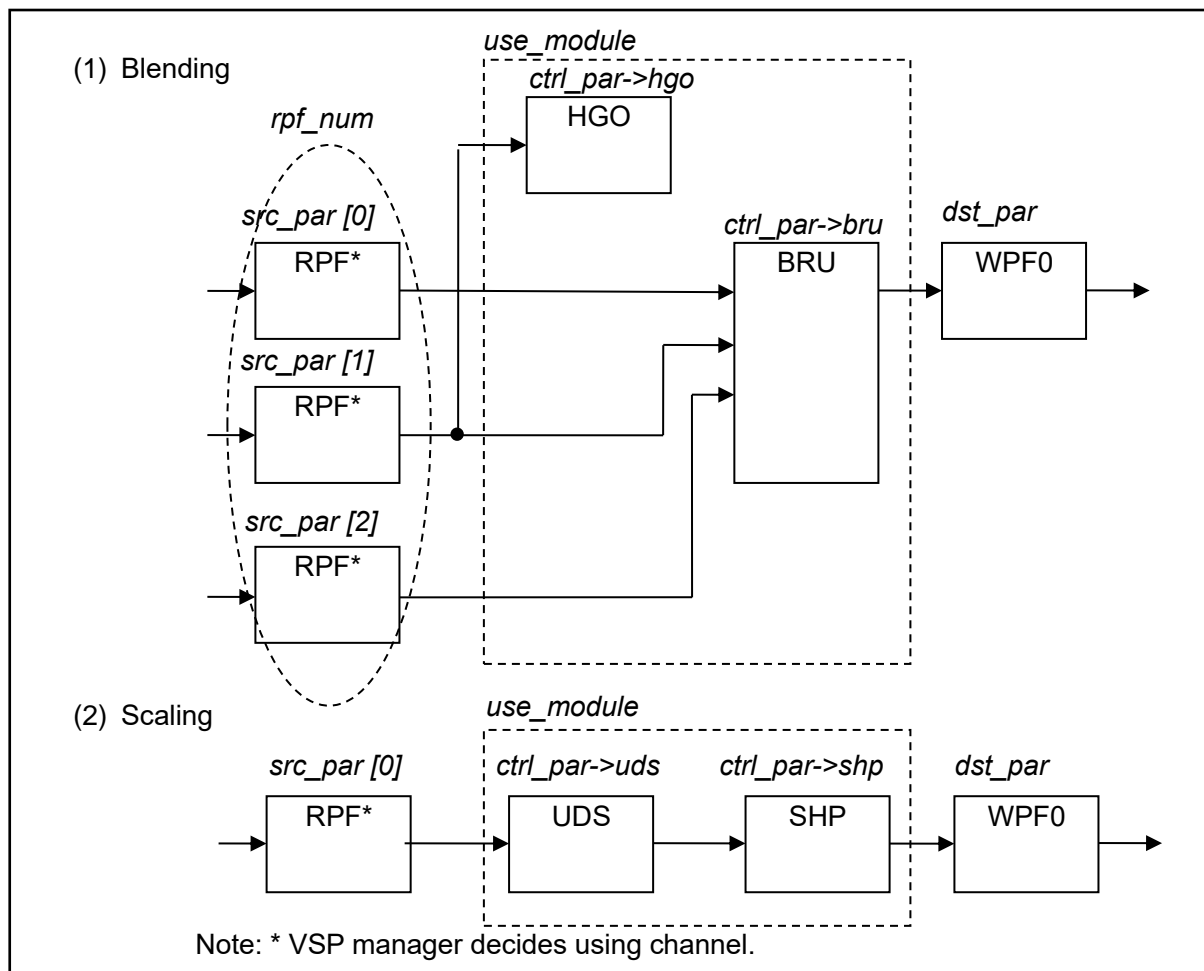 (1) Blending
use_module
ctrl_par->hgo
HGO
rpf_num
src_par [0]
RPF*
ctrl_par->bru
BRU
dst_par
WPF0
src_par [1]
RPF*
src_par [2]
RPF*
(2) Scaling
use_module
src_par [0]
ctrl_par->uds
ctrl_par->shp
dst_par
RPF*
UDS
SHP
WPF0
Note: * VSP manager decides using channel.